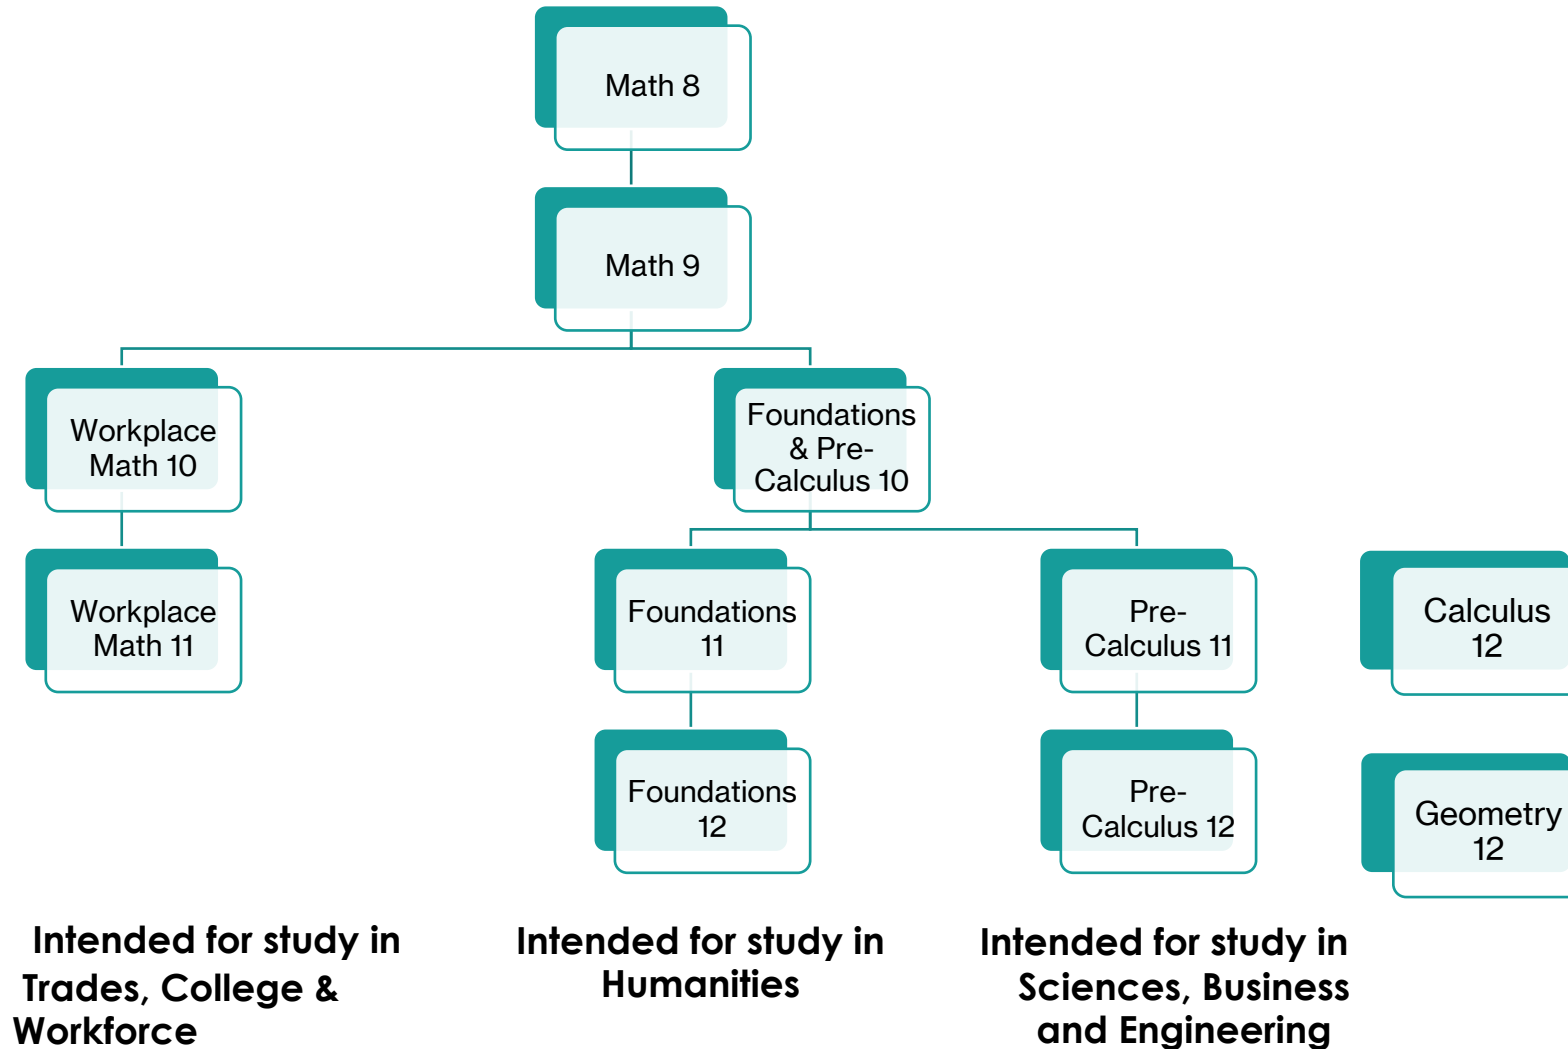 Math 8
Math 9
Workplace
Math 10
Foundations
& Pre-
Calculus 10
Workplace
Math 11
Foundations
11
Pre-
Calculus 11
Calculus
12
Foundations
12
Pre-
Calculus 12
Geometry
12
Intended for study in
Trades, College &
Workforce
Intended for study in
Humanities
Intended for study in
Sciences, Business
and Engineering